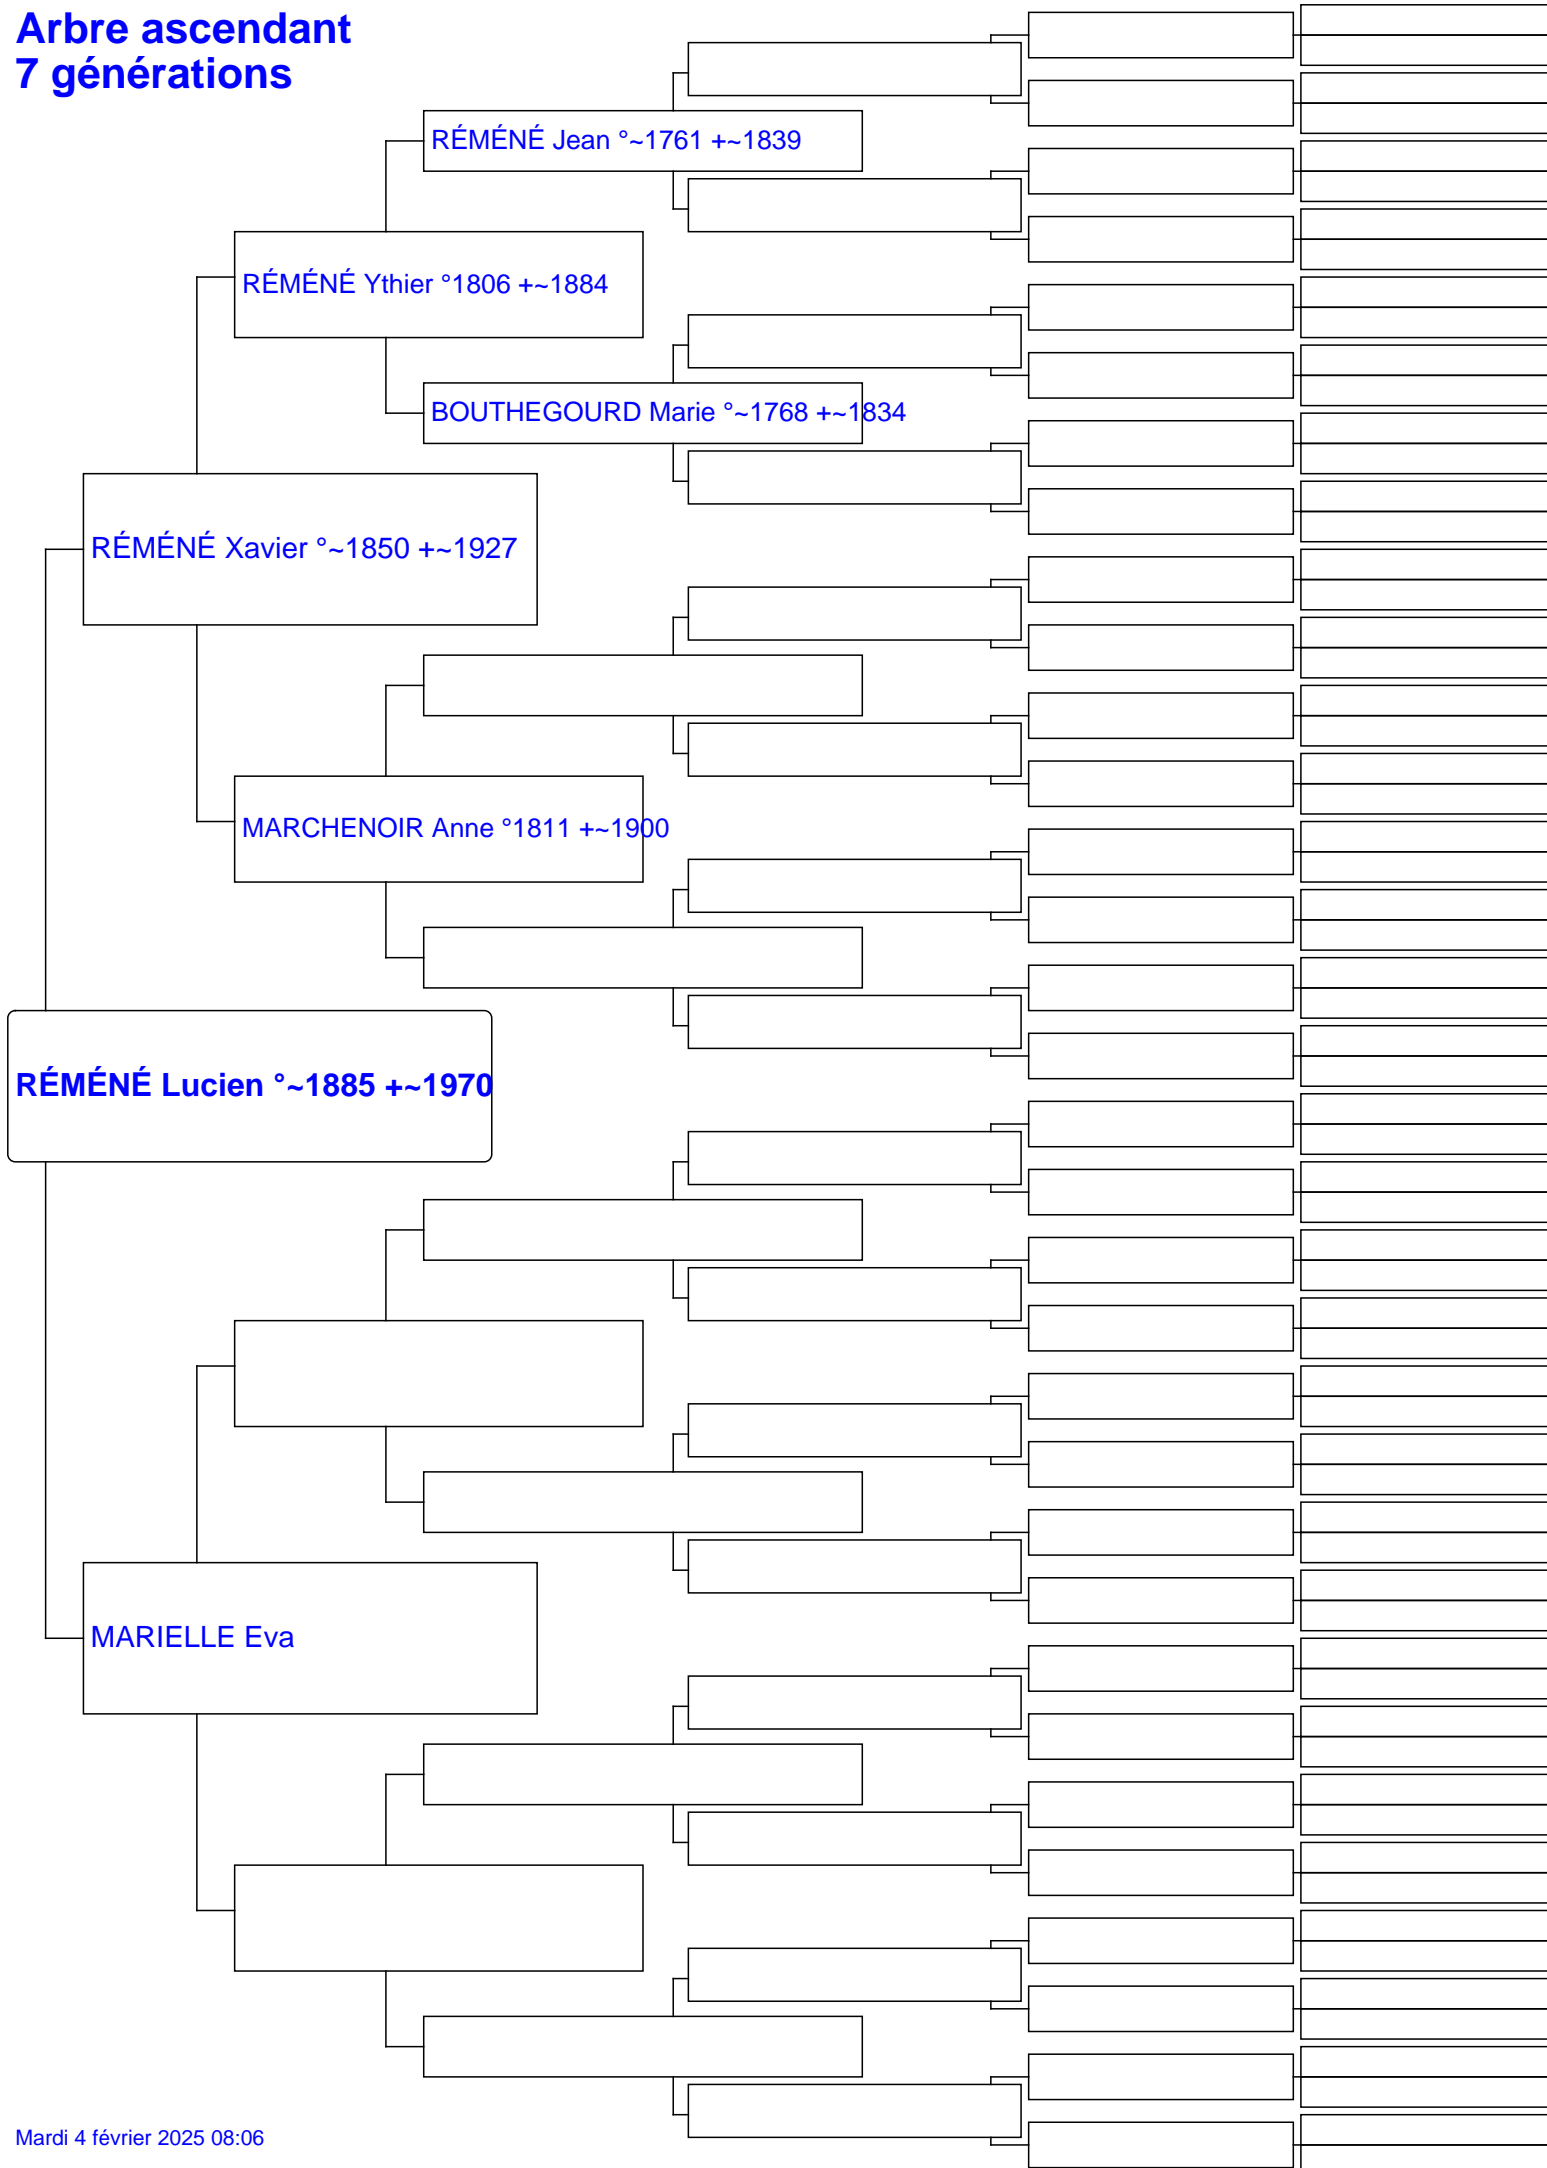 Arbre ascendant
7 générations
RÉMÉNÉ Jean °~1761 +~1839
RÉMÉNÉ Ythier °1806 +~1884
BOUTHEGOURD Marie °~1768 +~1834
RÉMÉNÉ Xavier °~1850 +~1927
MARCHENOIR Anne °1811 +~1900
RÉMÉNÉ Lucien °~1885 +~1970
MARIELLE Eva
Mardi 4 février 2025 08:06